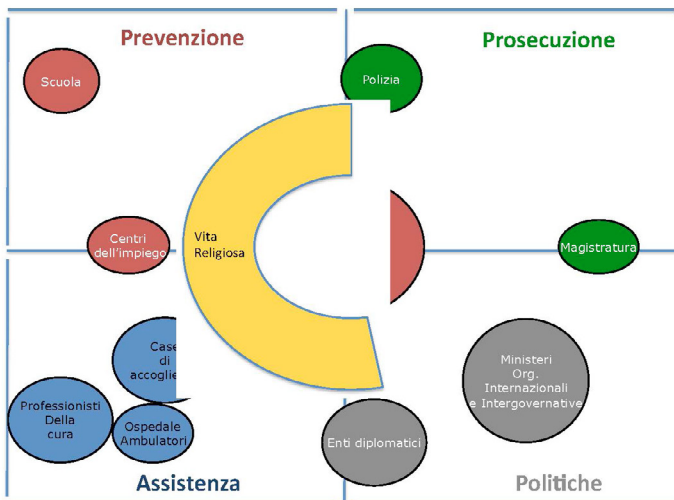 Prevenzione
Prosecuzione
Scuola
Polizia
Centri
dell'impiego
Vita
Religiosa
Magistratura
Case
di
Ministeri
Org.
Internazionali
e Intergovernative
Professionisti
Della
cura
Ospedale
Ambulatori
Enti diplomatici
Assistenza
Politiche